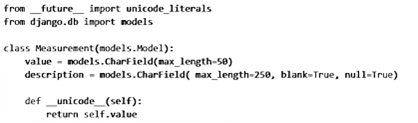 from __future__ import unicode_literals
from django.db import models
class Measurement(models.Model):
    value = models.CharField(max_length=50)
    description = models.CharField( max_length=250, blank=True, null=True)
    def __unicode__(self):
        return self.value